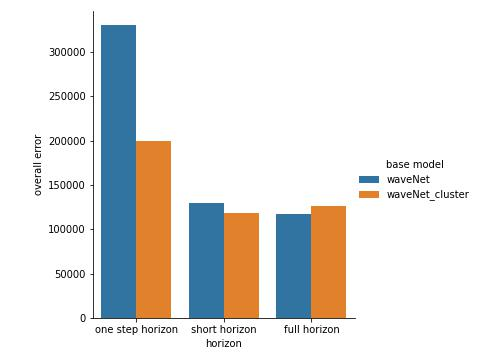 300000
250000
200000
150000
100000
50000
0
overall error
one step horizon short horizon full horizon
horizon
base model
waveNet
waveNet_cluster